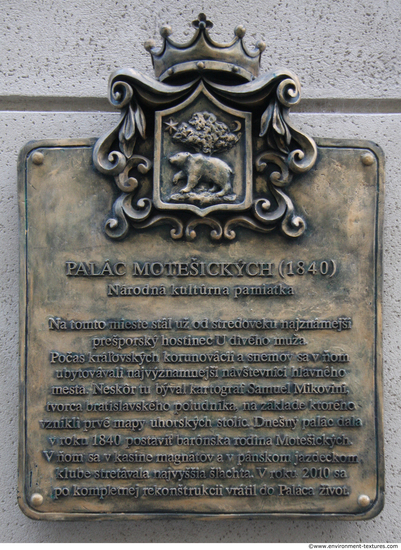 PALÁC MOTEŠICKÝCH (1840)
Národná kultúrna pamiatka
Na tomto mieste stál už od stredoveku najznámejší
prešporský hostinec U divého muža.
Počas kráľovských korunovácií a snemov sa v ňom
ubytovávali najvýznamnejší návštevníci hlavného
mesta. Neskôr tu býval kartograf Samuel Mikovíni,
tvorca bratislavského poludníka, na základe ktorého
vznikli prvé mapy uhorských stolíc. Dnešný palác dala
v roku 1840 postaviť barónska rodina Motešických.
V ňom sa v kasíne magnátov a v panskom jazdeckom
klube stretávala najvyššia šľachta. V roku 2010 sa
po kompletnej rekonštrukcii vrátil do Paláca život.
©www.environment-textures.com